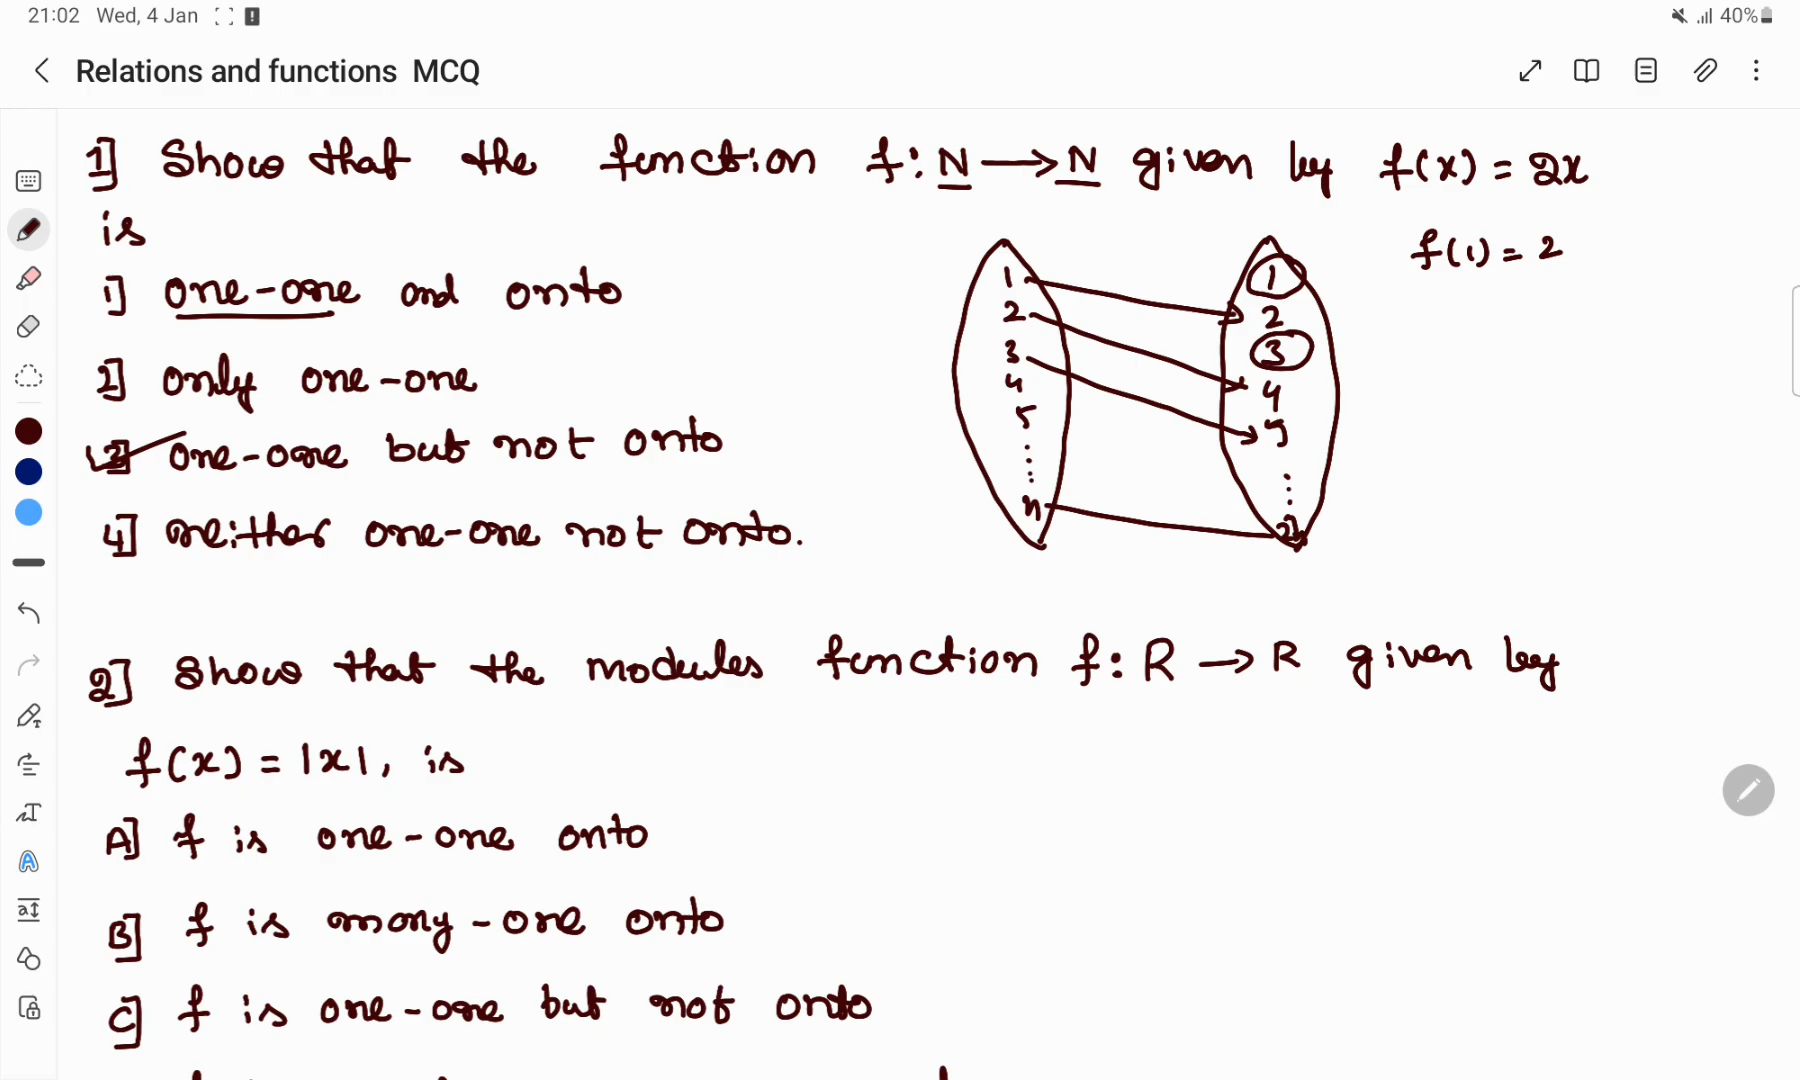 21:02 Wed, 4 Jan
40%
Relations and functions MCQ
1] Show that the function f: N → N given by f(x) = 2x
is
f(1) = 2
1] one-one and onto
2] only one-one
3] one-one but not onto
4] neither one-one not onto.
1 1
2 2
3 3
4 4
5 5
n 2n
2] Show that the modules function f: R → R given by
f(x) = |x|, is
A] f is one-one onto
B] f is many-one onto
C] f is one-one but not onto